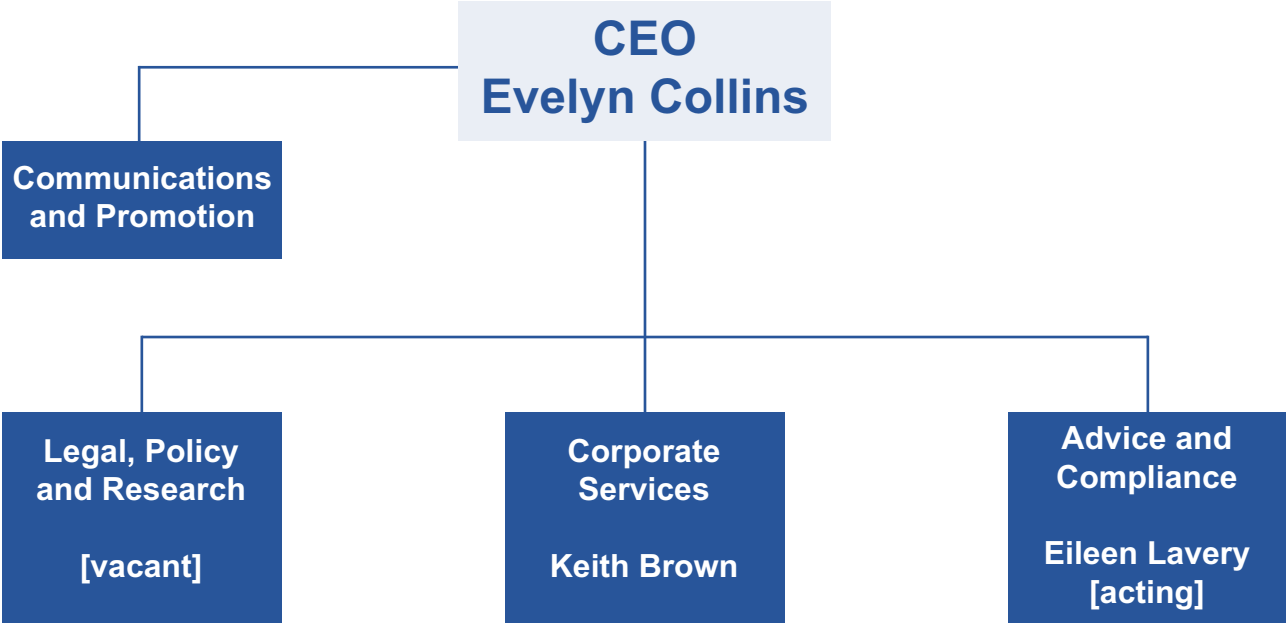 CEO
Evelyn Collins
Communications
and Promotion
Legal, Policy
and Research
[vacant]
Corporate
Services
Keith Brown
Advice and
Compliance
Eileen Lavery
[acting]